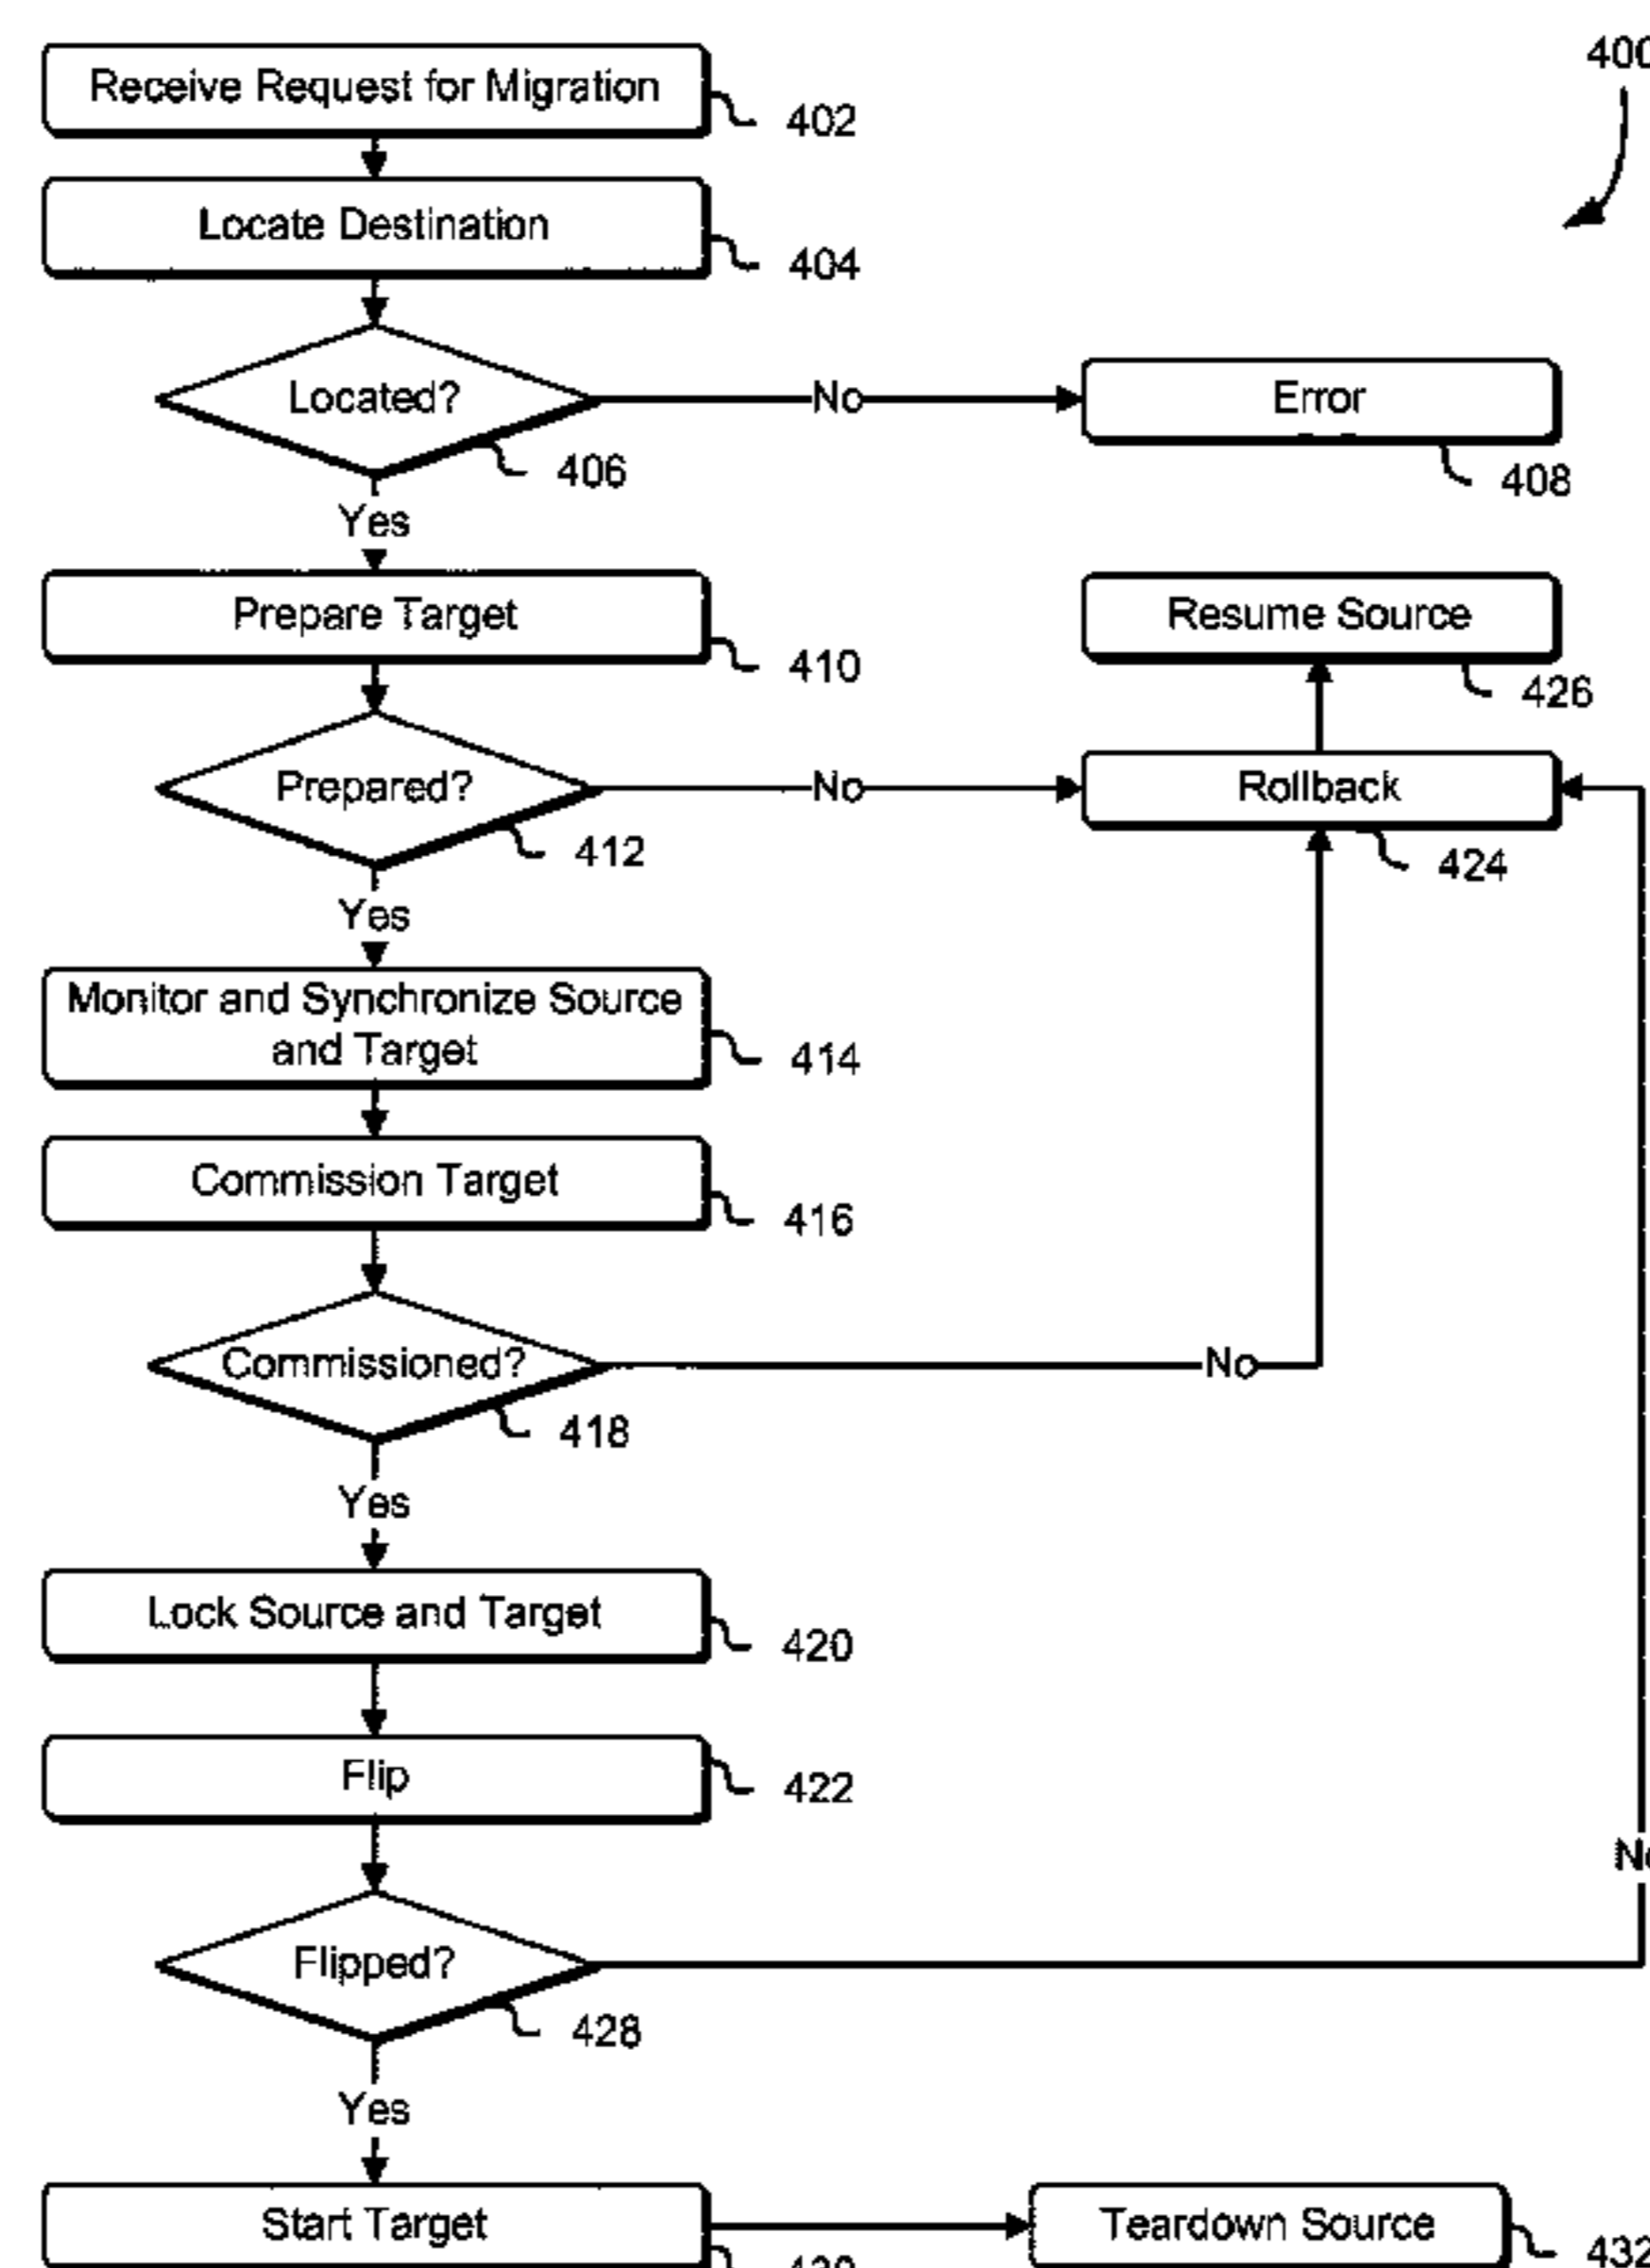 400
Receive Request for Migration
402
Locate Destination
404
Located?
No
Error
406
408
Yes
Prepare Target
410
Resume Source
426
Prepared?
No
Rollback
412
424
Yes
Monitor and Synchronize Source
and Target
414
Commission Target
416
Commissioned?
No
418
Yes
Lock Source and Target
420
Flip
422
No
Flipped?
428
Yes
Start Target
Teardown Source
432